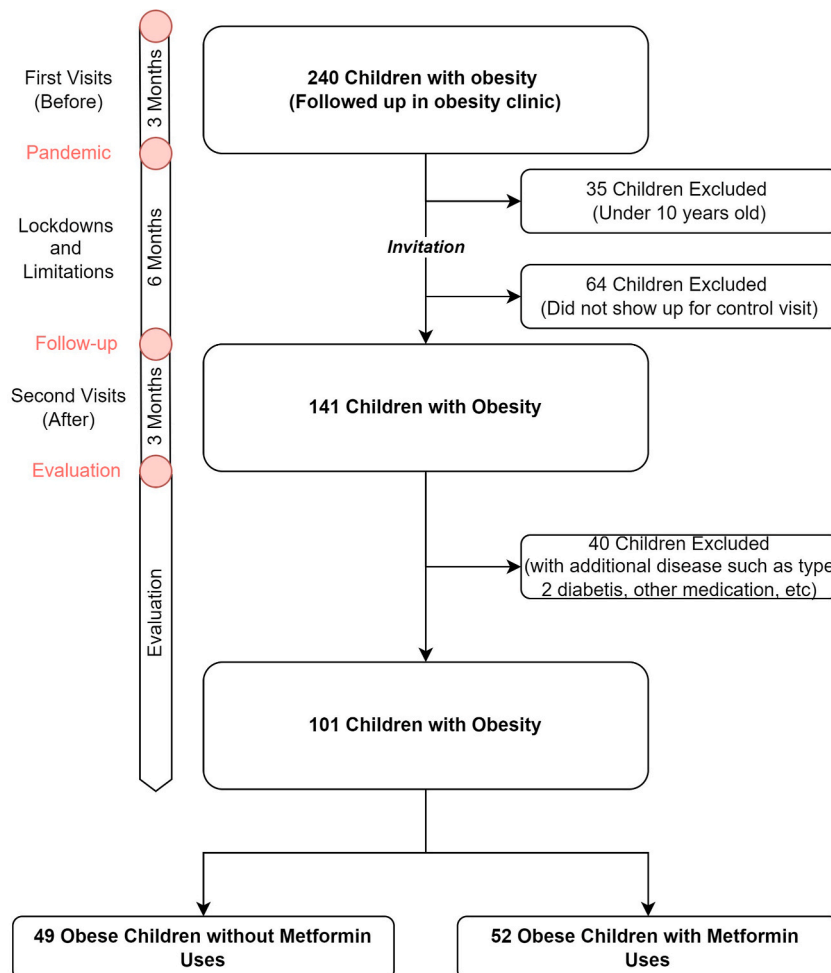 First Visits
(Before)
3 Months
240 Children with obesity
(Followed up in obesity clinic)
Pandemic
35 Children Excluded
(Under 10 years old)
Lockdowns
and
Limitations
6 Months
Invitation
64 Children Excluded
(Did not show up for control visit)
Follow-up
Second Visits
(After)
3 Months
141 Children with Obesity
Evaluation
40 Children Excluded
(with additional disease such as type
2 diabetis, other medication, etc)
Evaluation
101 Children with Obesity
49 Obese Children without Metformin
Uses
52 Obese Children with Metformin
Uses